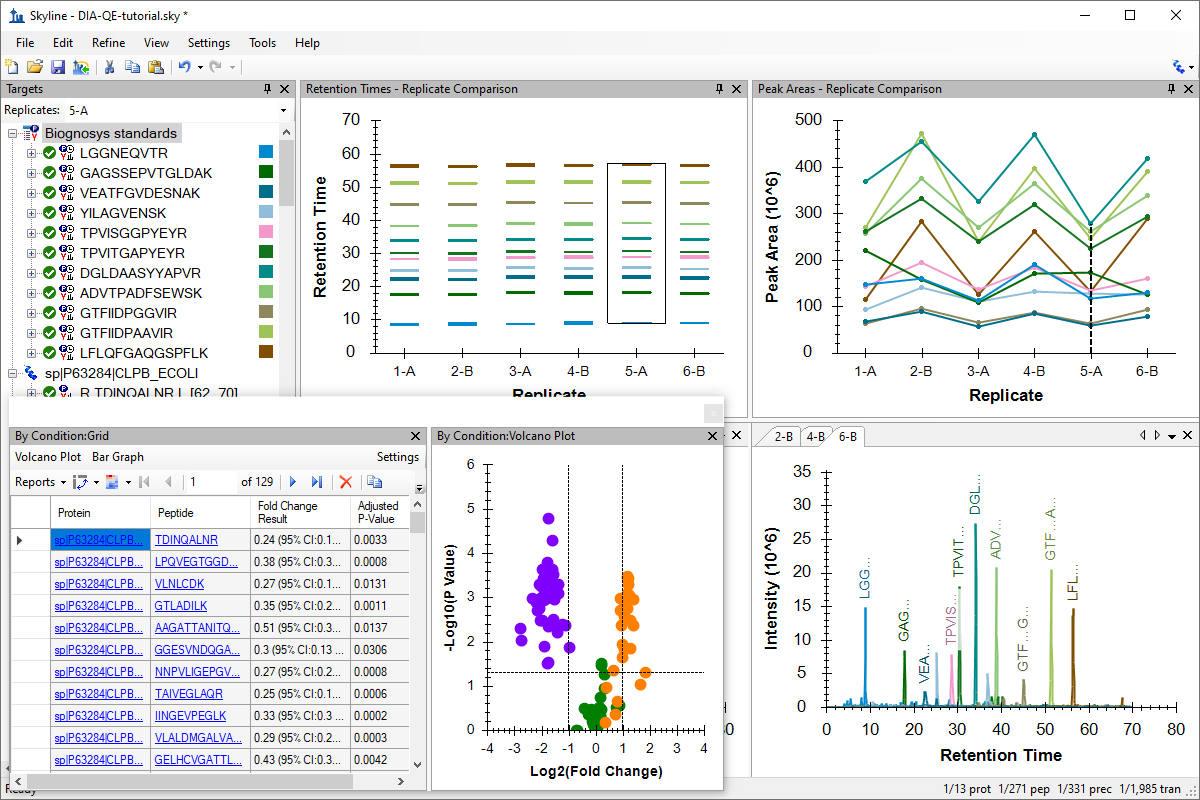 Skyline - DIA-QE-tutorial.sky *
File Edit Refine View Settings Tools Help
Targets
Replicates: 5-A
Biognosys standards
LGGNEQVTR
GAGSSEPVTGLDAK
VEATFGVDESNAK
YILAGVENSK
TPVISGGPYEYR
TPVITGAPYEYR
DGLDAASYYAPVR
ADVTPADFSEWSK
GTFIIDPGGVIR
GTFIIDPAAVIR
LFLQFGAQGSPFLK
sp|P63284|CLPB_ECOLI
R.TDINQALNR.L [62, 70]
Retention Times - Replicate Comparison
Retention Time
70
60
50
40
30
20
10
0
1-A 2-B 3-A 4-B 5-A 6-B
Replicate
Peak Areas - Replicate Comparison
Peak Area (10^6)
500
400
300
200
100
0
1-A 2-B 3-A 4-B 5-A 6-B
Replicate
By Condition:Grid
Volcano Plot Bar Graph Settings
Reports 1 of 129
Protein Peptide Fold Change Result Adjusted P-Value
sp|P63284|CLPB... TDINQALNR 0.24 (95% CI:0.1... 0.0033
sp|P63284|CLPB... LPQVEGTGGD... 0.38 (95% CI:0.3... 0.0008
sp|P63284|CLPB... VLNLCDK 0.27 (95% CI:0.1... 0.0131
sp|P63284|CLPB... GTLADILK 0.35 (95% CI:0.2... 0.0011
sp|P63284|CLPB... AAGATTANITQ... 0.51 (95% CI:0.3... 0.0137
sp|P63284|CLPB... GGESVNDQGA... 0.3 (95% CI:0.13 ... 0.0306
sp|P63284|CLPB... NNPVLIGEPGV... 0.27 (95% CI:0.2... 0.0008
sp|P63284|CLPB... TAIVEGLAQR 0.25 (95% CI:0.1... 0.0006
sp|P63284|CLPB... IINGEVPEGLK 0.33 (95% CI:0.3... 0.0002
sp|P63284|CLPB... VLALDMGALVA... 0.29 (95% CI:0.2... 0.0003
sp|P63284|CLPB... GELHCVGATTL... 0.43 (95% CI:0.3... 0.0042
By Condition:Volcano Plot
-Log10(P Value)
6
5
4
3
2
1
0
-4 -3 -2 -1 0 1 2 3 4
Log2(Fold Change)
80
2-B 4-B 6-B
Intensity (10^6)
35
30
25
20
15
10
5
0
LGG...
GAG...
VEA...
TPVIS...
TPVIT...
DGL...
ADV...
GTF...G...
GTF...A...
LFL...
0 10 20 30 40 50 60 70 80
Retention Time
Ready
1/13 prot 1/271 pep 1/331 prec 1/1,985 tran